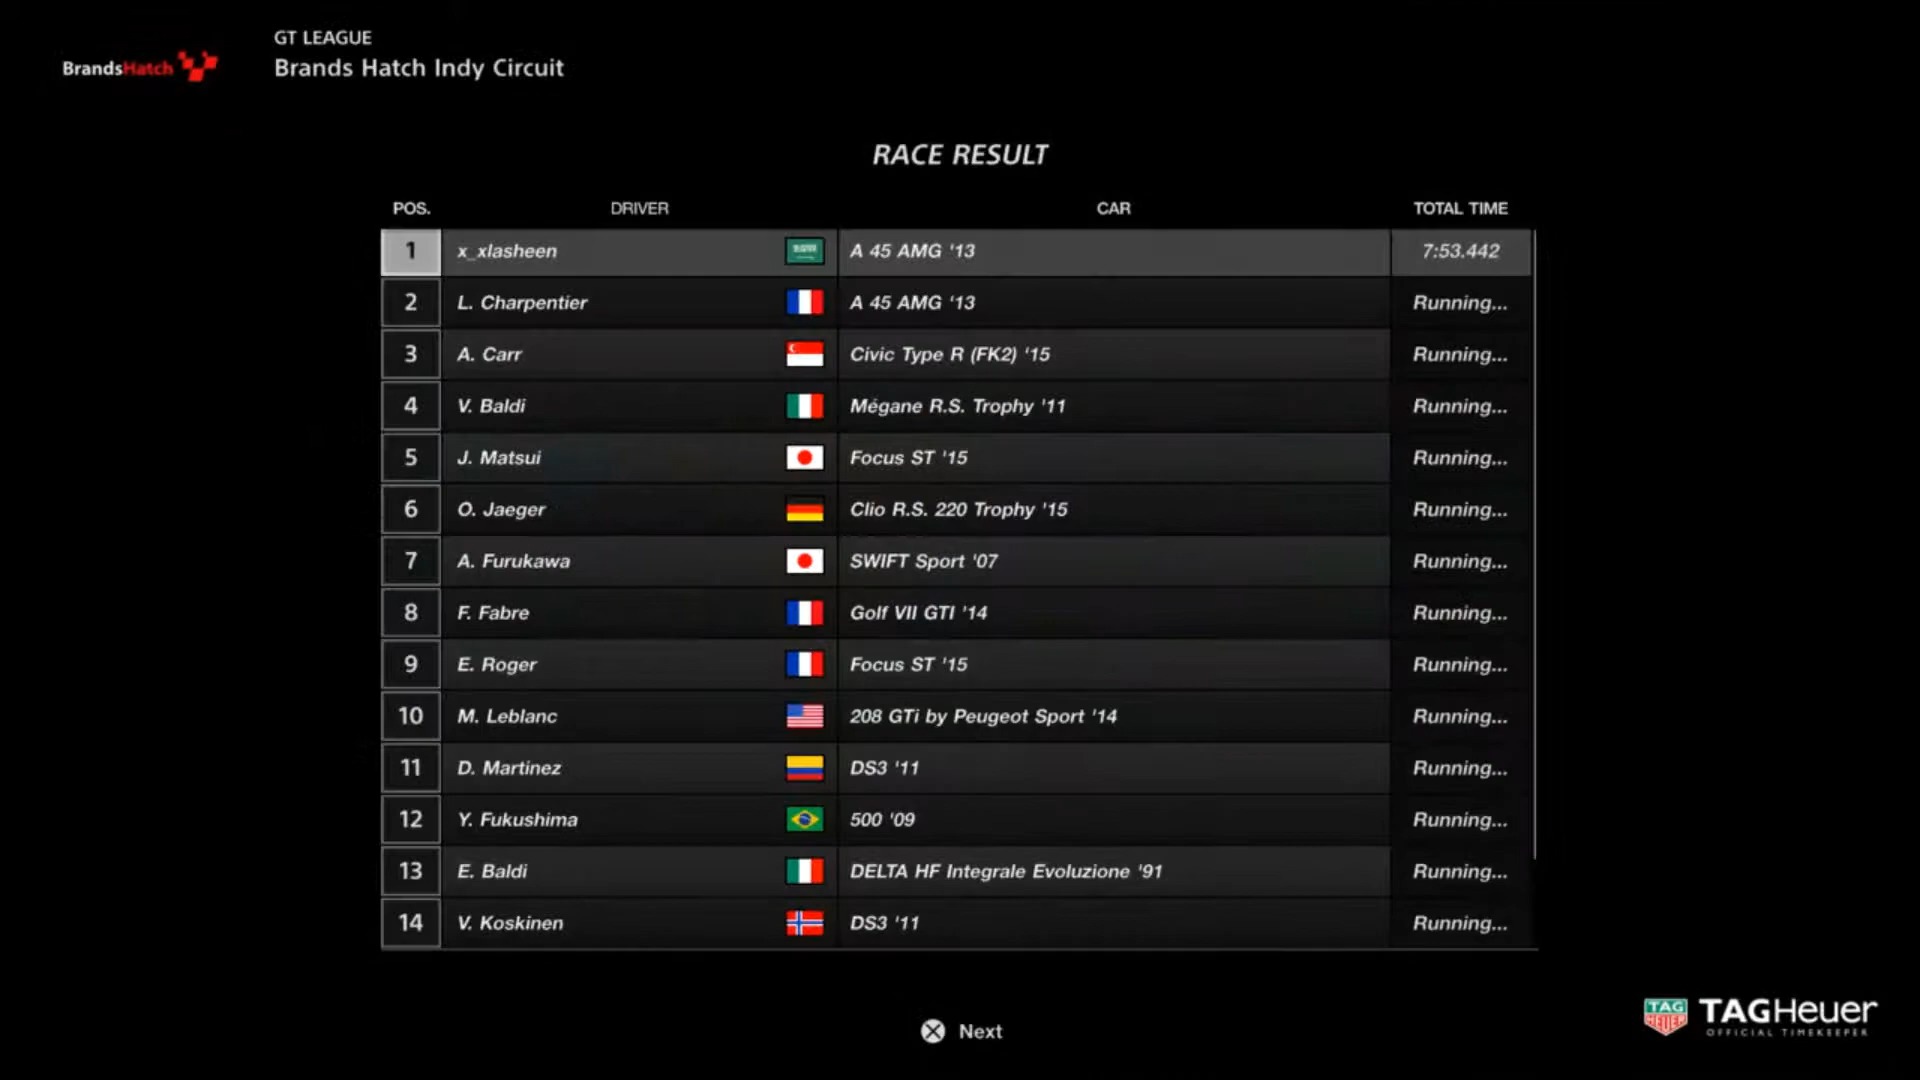 GT LEAGUE
BrandsHatch
Brands Hatch Indy Circuit
RACE RESULT
POS. DRIVER CAR TOTAL TIME
1 x_xlasheen A 45 AMG '13 7:53.442
2 L. Charpentier A 45 AMG '13 Running...
3 A. Carr Civic Type R (FK2) '15 Running...
4 V. Baldi Mégane R.S. Trophy '11 Running...
5 J. Matsui Focus ST '15 Running...
6 O. Jaeger Clio R.S. 220 Trophy '15 Running...
7 A. Furukawa SWIFT Sport '07 Running...
8 F. Fabre Golf VII GTI '14 Running...
9 E. Roger Focus ST '15 Running...
10 M. Leblanc 208 GTi by Peugeot Sport '14 Running...
11 D. Martinez DS3 '11 Running...
12 Y. Fukushima 500 '09 Running...
13 E. Baldi DELTA HF Integrale Evoluzione '91 Running...
14 V. Koskinen DS3 '11 Running...
Next
TAG HEUER
TAGHeuer
OFFICIAL TIMEKEEPER